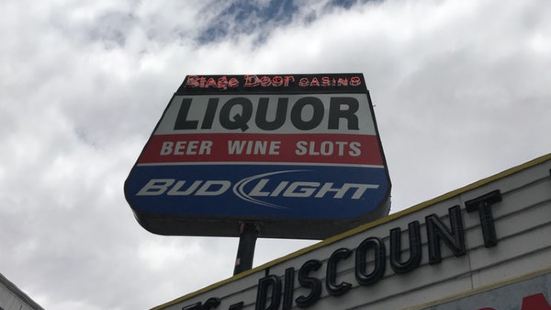 Stage Door CASINO
LIQUOR
BEER WINE SLOTS
BUD LIGHT
- DISCOUNT